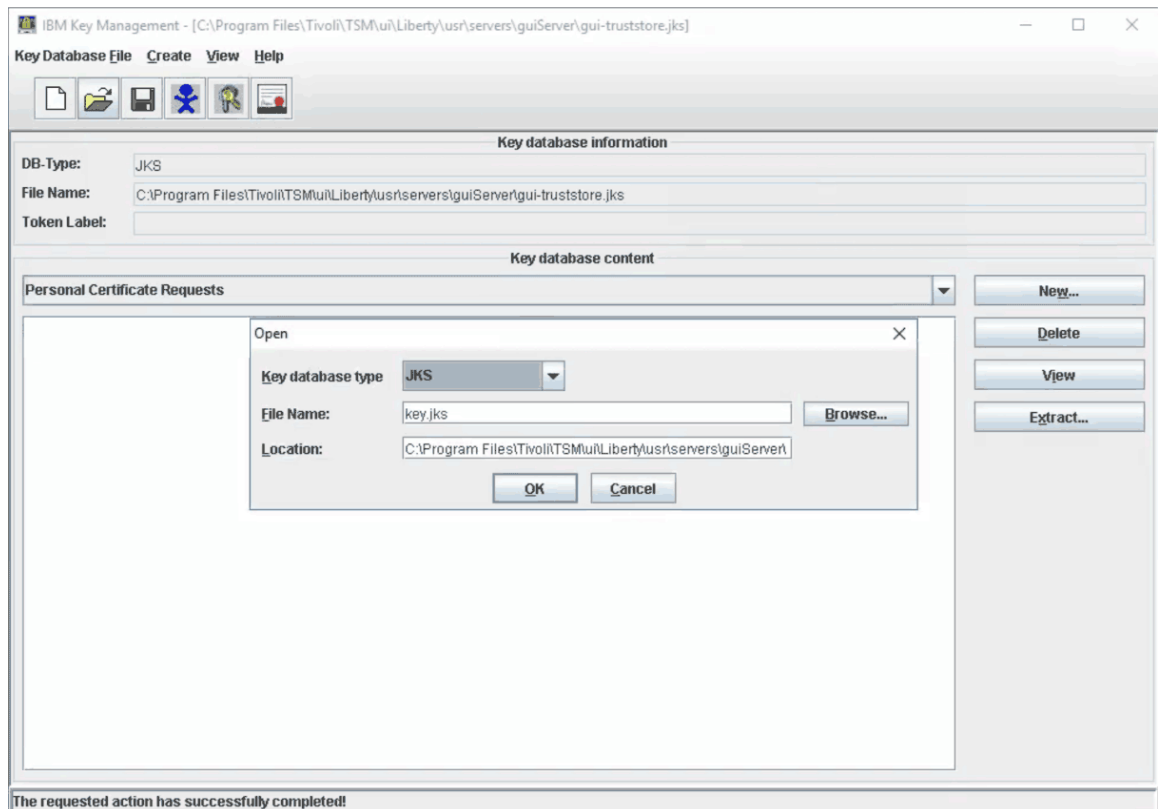 IBM Key Management - [C:\Program Files\Tivoli\TSM\ui\Liberty\usr\servers\guiServer\gui-truststore.jks]
Key Database File Create View Help
Key database information
DB-Type: JKS
File Name: C:\Program Files\Tivoli\TSM\ui\Liberty\usr\servers\guiServer\gui-truststore.jks
Token Label:
Key database content
Personal Certificate Requests
New...
Open
Delete
Key database type JKS
View
File Name: key.jks Browse...
Extract...
Location: C:\Program Files\Tivoli\TSM\ui\Liberty\usr\servers\guiServer\
OK Cancel
The requested action has successfully completed!